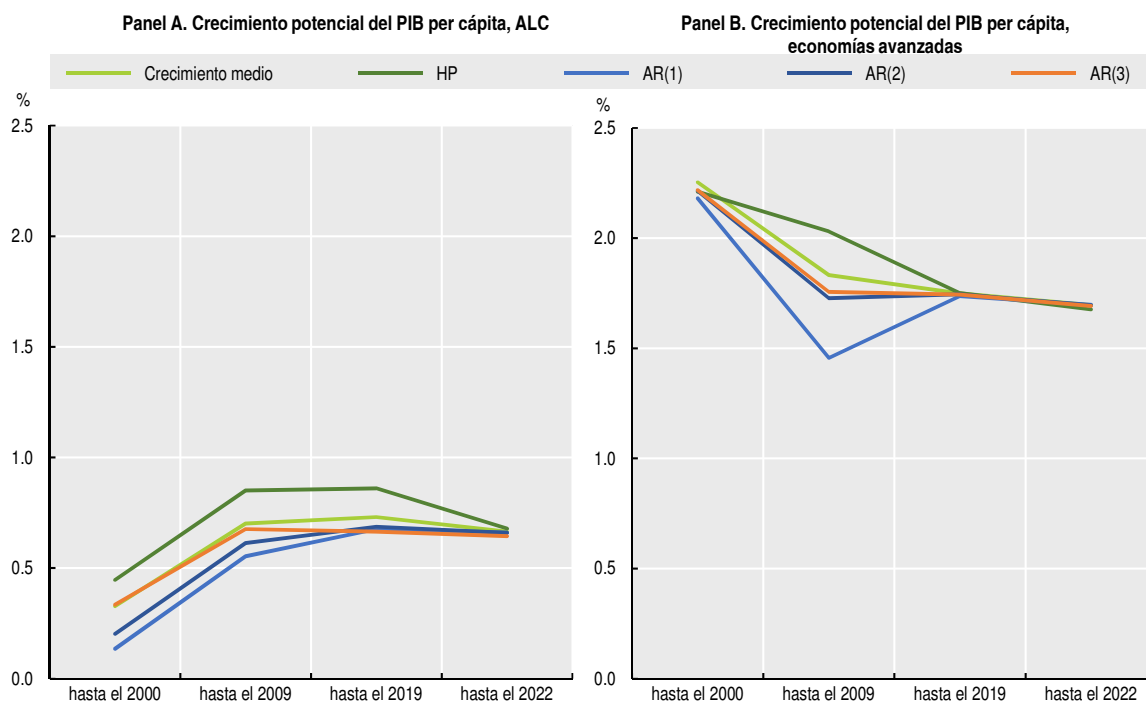 Panel A. Crecimiento potencial del PIB per cápita, ALC
Panel B. Crecimiento potencial del PIB per cápita,
economías avanzadas
Crecimiento medio
HP
AR(1)
AR(2)
AR(3)
%
2.5
2.0
1.5
1.0
0.5
0.0
hasta el 2000
hasta el 2009
hasta el 2019
hasta el 2022
%
2.5
2.0
1.5
1.0
0.5
0.0
hasta el 2000
hasta el 2009
hasta el 2019
hasta el 2022